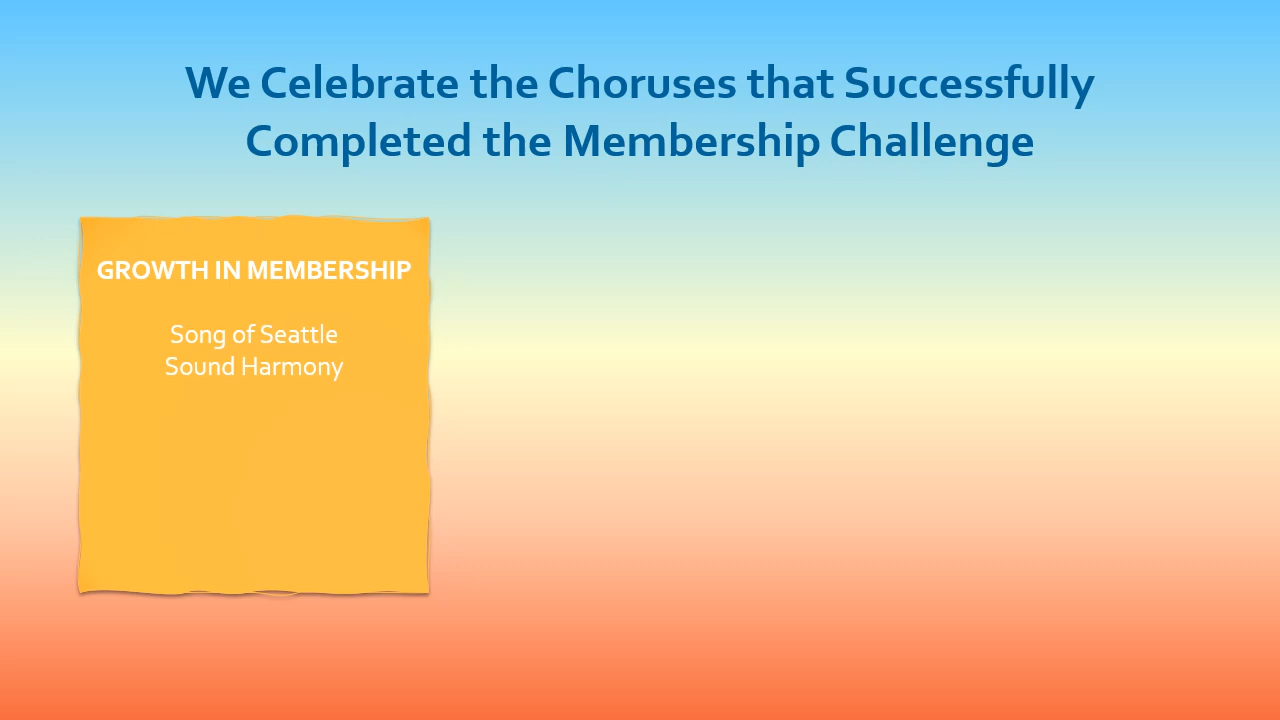 We Celebrate the Choruses that Successfully
Completed the Membership Challenge
GROWTH IN MEMBERSHIP
Song of Seattle
Sound Harmony